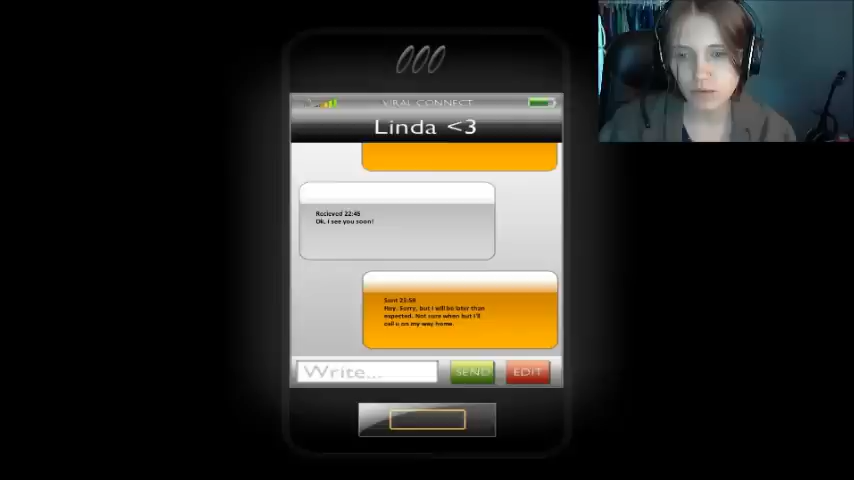 VIRAL CONNECT
Linda <3
Recieved 22:45
Ok, I see you soon!
Sent 23:59
Hey. Sorry, but I will be later than
expected. Not sure when but I'll
call u on my way home.
Write...
SEND
EDIT